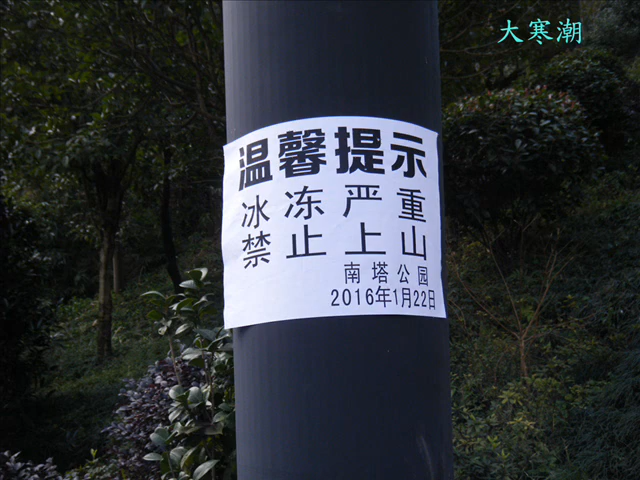 大寒潮
温馨提示
冰冻严重
禁止上山
南塔公园
2016年1月22日